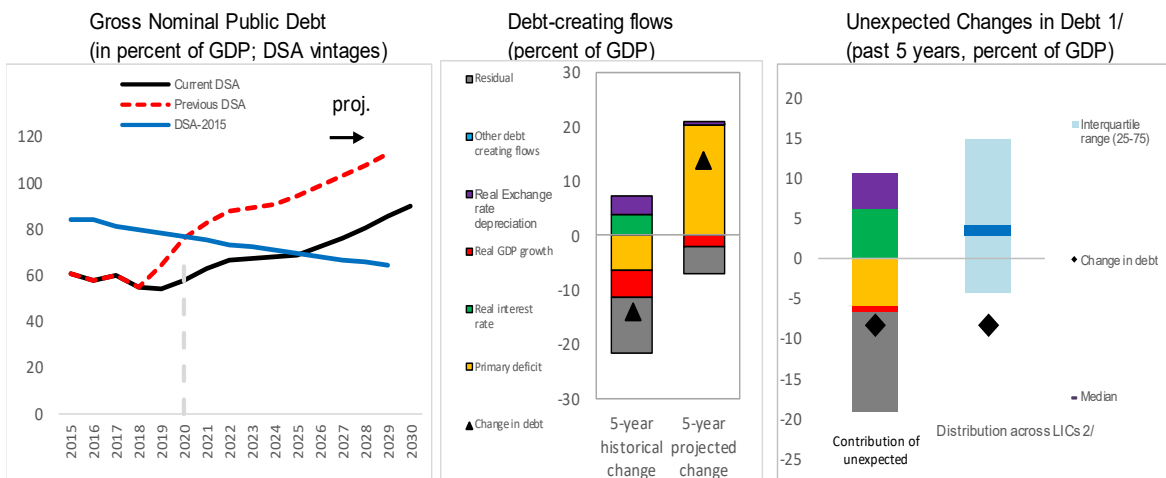 Gross Nominal Public Debt
(in percent of GDP; DSA vintages)
Current DSA
Previous DSA
DSA-2015
proj.
120
100
80
60
40
20
0
2015
2016
2017
2018
2019
2020
2021
2022
2023
2024
2025
2026
2027
2028
2029
2030
Debt-creating flows
(percent of GDP)
Residual
Other debt
creating flows
Real Exchange
rate
depreciation
Real GDP growth
Real interest
rate
Primary deficit
Change in debt
30
20
10
0
-10
-20
-30
5-year
historical
change
5-year
projected
change
Unexpected Changes in Debt 1/
(past 5 years, percent of GDP)
20
15
10
5
0
-5
-10
-15
-20
-25
Interquartile
range (25-75)
Change in debt
Median
Contribution of
unexpected
Distribution across LICs 2/